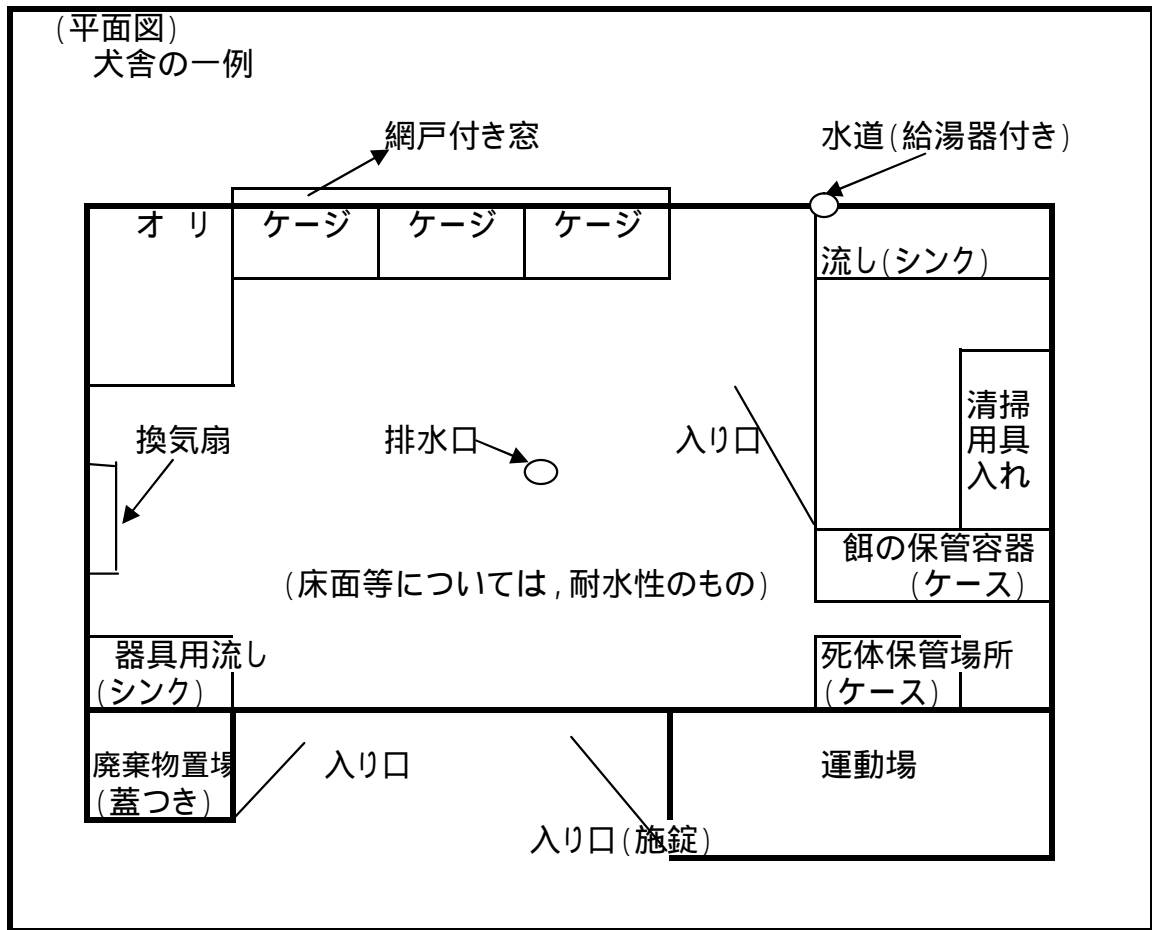 (平面図)
犬舎の一例
網戸付き窓
水道(給湯器付き)
オ リ
ケージ
ケージ
ケージ
流し(シンク)
換気扇
排水口
入り口
清掃
用具
入れ
餌の保管容器
(ケース)
(床面等については,耐水性のもの)
器具用流し
(シンク)
死体保管場所
(ケース)
廃棄物置場
(蓋つき)
入り口
運動場
入り口(施錠)